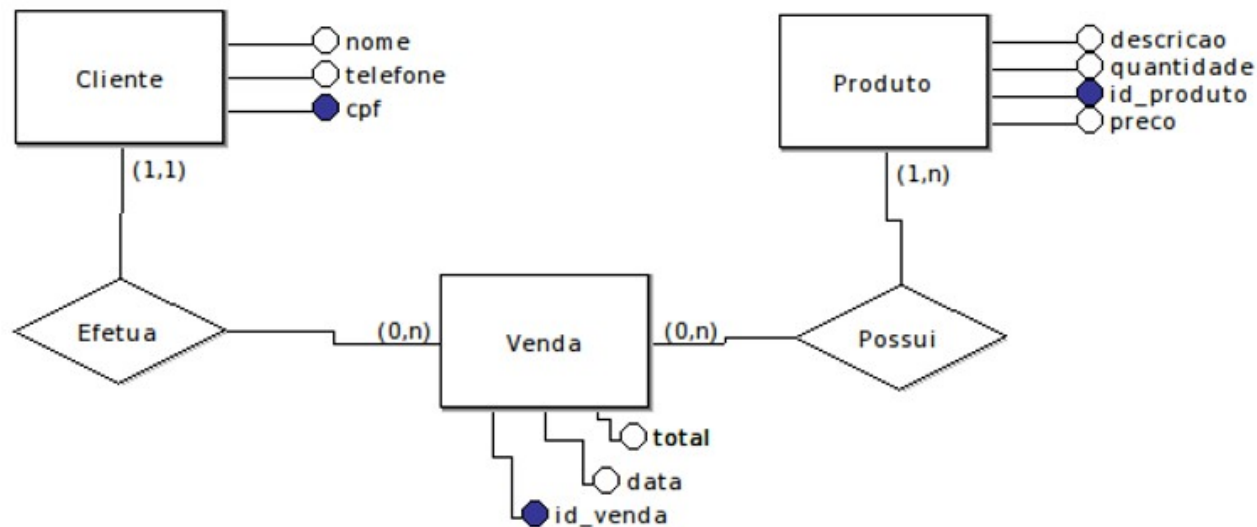 Cliente
nome
telefone
cpf
(1,1)
Produto
descricao
quantidade
id_produto
preco
(1,n)
Efetua
(0,n)
Venda
(0,n)
Possui
total
data
id_venda